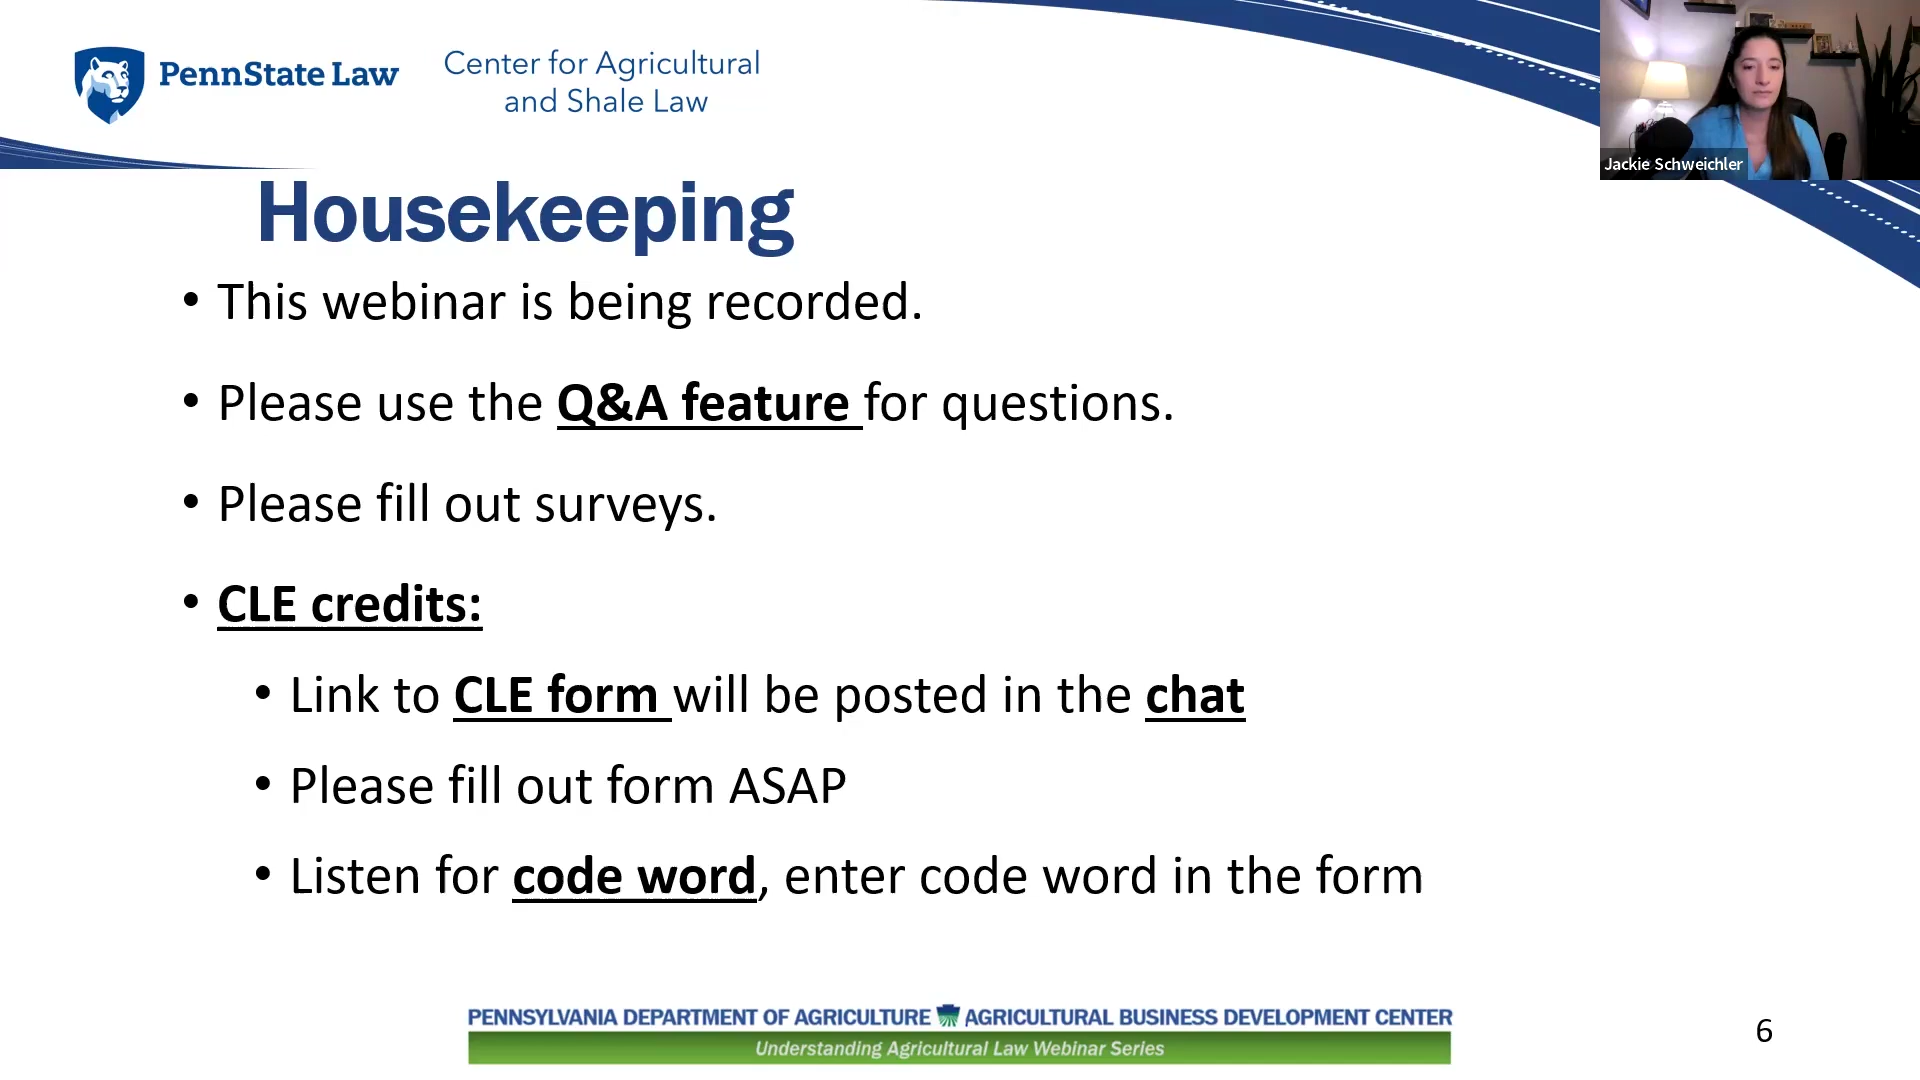 PennState Law
Center for Agricultural
and Shale Law
Jackie Schweichler
Housekeeping
• This webinar is being recorded.
• Please use the Q&A feature for questions.
• Please fill out surveys.
• CLE credits:
• Link to CLE form will be posted in the chat
• Please fill out form ASAP
• Listen for code word, enter code word in the form
PENNSYLVANIA DEPARTMENT OF AGRICULTURE AGRICULTURAL BUSINESS DEVELOPMENT CENTER
Understanding Agricultural Law Webinar Series
6